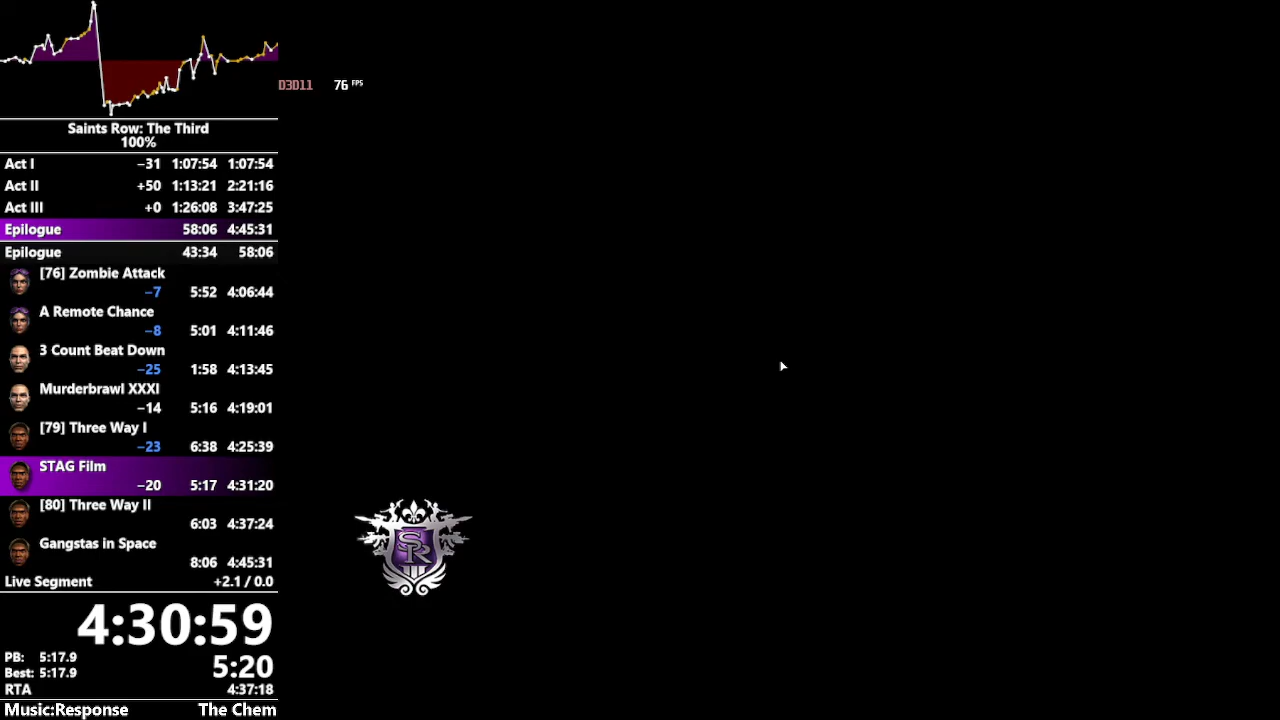 D3D11 76 FPS
Saints Row: The Third
100%
Act I −31 1:07:54 1:07:54
Act II +50 1:13:21 2:21:16
Act III +0 1:26:08 3:47:25
Epilogue 58:06 4:45:31
Epilogue 43:34 58:06
[76] Zombie Attack
−7 5:52 4:06:44
A Remote Chance
−8 5:01 4:11:46
3 Count Beat Down
−25 1:58 4:13:45
Murderbrawl XXXI
−14 5:16 4:19:01
[79] Three Way I
−23 6:38 4:25:39
STAG Film
−20 5:17 4:31:20
[80] Three Way II
6:03 4:37:24
Gangstas in Space
8:06 4:45:31
Live Segment +2.1 / 0.0
4:30:59
PB: 5:17.9
Best: 5:17.9
5:20
RTA 4:37:18
Music:Response The Chem
SR